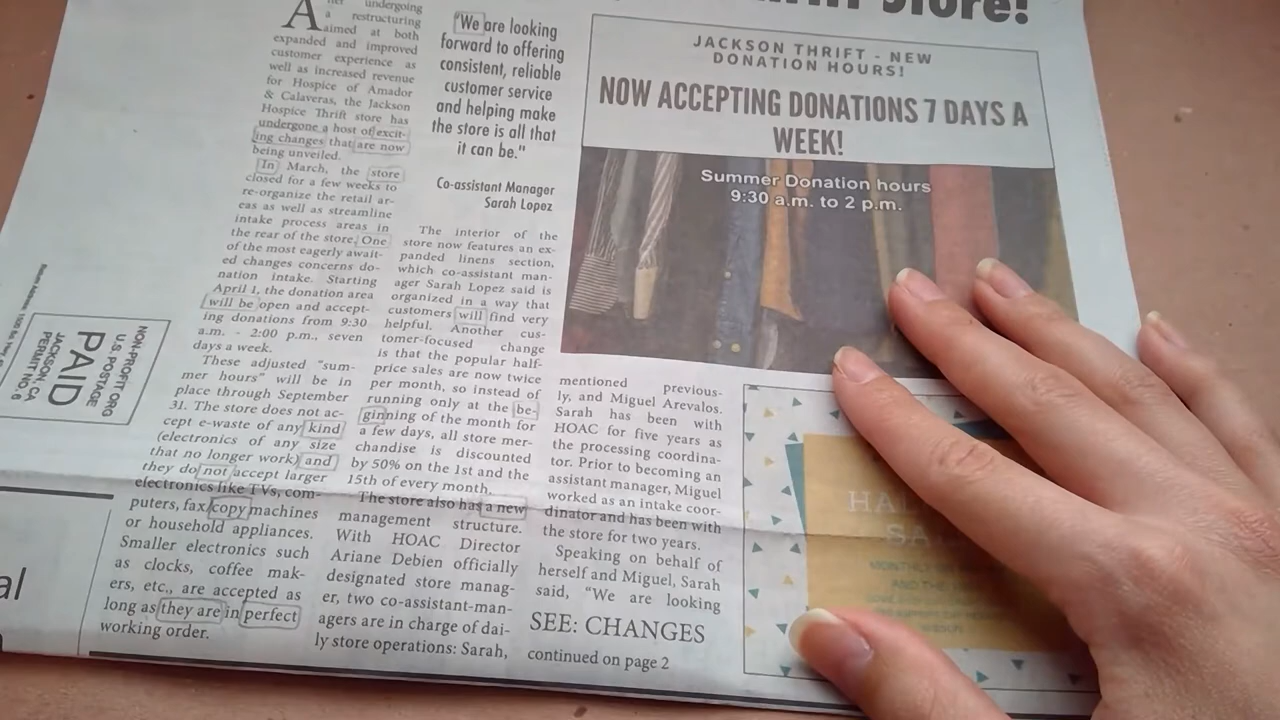 Store!
After undergoing
a restructuring
aimed at both
expanded and improved
customer experience as
well as increased revenue
for Hospice of Amador
& Calaveras, the Jackson
Hospice Thrift store has
undergone a host of excit-
ing changes that are now
being unveiled.
In March, the store
closed for a few weeks to
re-organize the retail ar-
eas as well as streamline
intake process areas in
the rear of the store. One
of the most eagerly await-
ed changes concerns do-
nation intake. Starting
April 1, the donation area
will be open and accept-
ing donations from 9:30
a.m. - 2:00 p.m., seven
days a week.
These adjusted "sum-
mer hours" will be in
place through September
31. The store does not ac-
cept e-waste of any kind
(electronics of any size
that no longer work) and
they do not accept larger
electronics like TVs, com-
puters, fax/copy machines
or household appliances.
Smaller electronics such
as clocks, coffee mak-
ers, etc., are accepted as
long as they are in perfect
working order.
"We are looking
forward to offering
consistent, reliable
customer service
and helping make
the store is all that
it can be."
Co-assistant Manager
Sarah Lopez
The interior of the
store now features an ex-
panded linens section,
which co-assistant man-
ager Sarah Lopez said is
organized in a way that
customers will find very
helpful. Another cus-
tomer-focused change
is that the popular half-
price sales are now twice
per month, so instead of
running only at the be-
ginning of the month for
a few days, all store mer-
chandise is discounted
by 50% on the 1st and the
15th of every month.
The store also has a new
management structure.
With HOAC Director
Ariane Debien officially
designated store manag-
er, two co-assistant-man-
agers are in charge of dai-
ly store operations: Sarah,
mentioned previous-
ly, and Miguel Arevalos.
Sarah has been with
HOAC for five years as
the processing coordina-
tor. Prior to becoming an
assistant manager, Miguel
worked as an intake coor-
dinator and has been with
the store for two years.
Speaking on behalf of
herself and Miguel, Sarah
said, "We are looking
SEE: CHANGES
continued on page 2
JACKSON THRIFT - NEW
DONATION HOURS!
NOW ACCEPTING DONATIONS 7 DAYS A
WEEK!
Summer Donation hours
9:30 a.m. to 2 p.m.
HAL
SA
MONTHLY
AND THE
NON-PROFIT ORG
U.S. POSTAGE
PAID
JACKSON, CA
PERMIT NO. 6
al